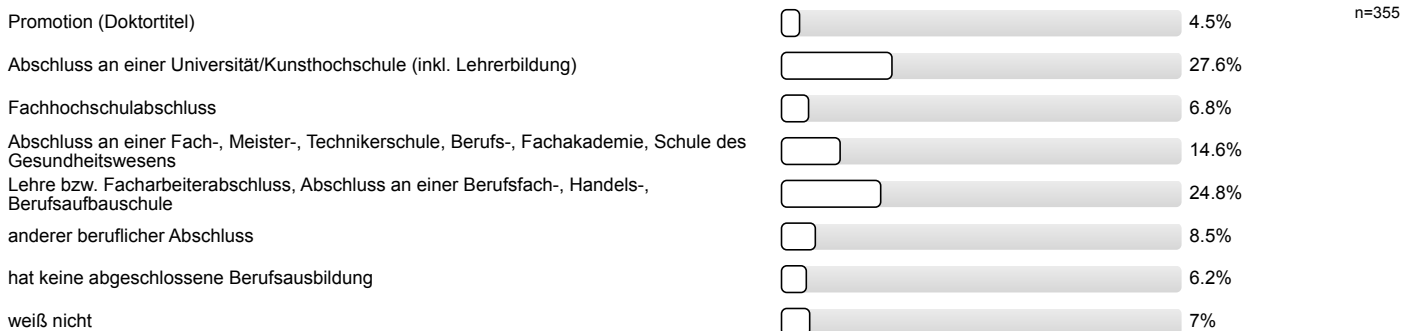 Promotion (Doktortitel) 4.5% n=355
Abschluss an einer Universität/Kunsthochschule (inkl. Lehrerbildung) 27.6%
Fachhochschulabschluss 6.8%
Abschluss an einer Fach-, Meister-, Technikerschule, Berufs-, Fachakademie, Schule des
Gesundheitswesens 14.6%
Lehre bzw. Facharbeiterabschluss, Abschluss an einer Berufsfach-, Handels-,
Berufsaufbauschule 24.8%
anderer beruflicher Abschluss 8.5%
hat keine abgeschlossene Berufsausbildung 6.2%
weiß nicht 7%